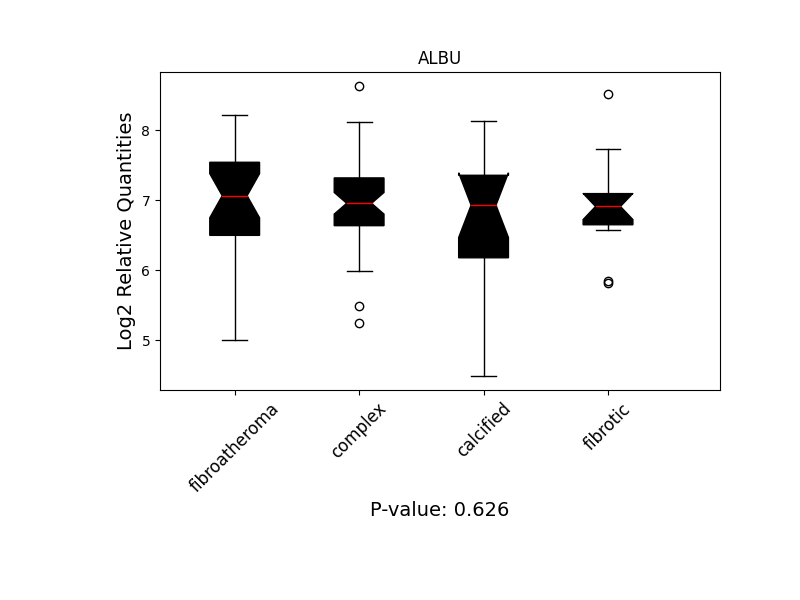 ALBU
Log2 Relative Quantities
8
7
6
5
fibroatheroma
complex
calcified
fibrotic
P-value: 0.626